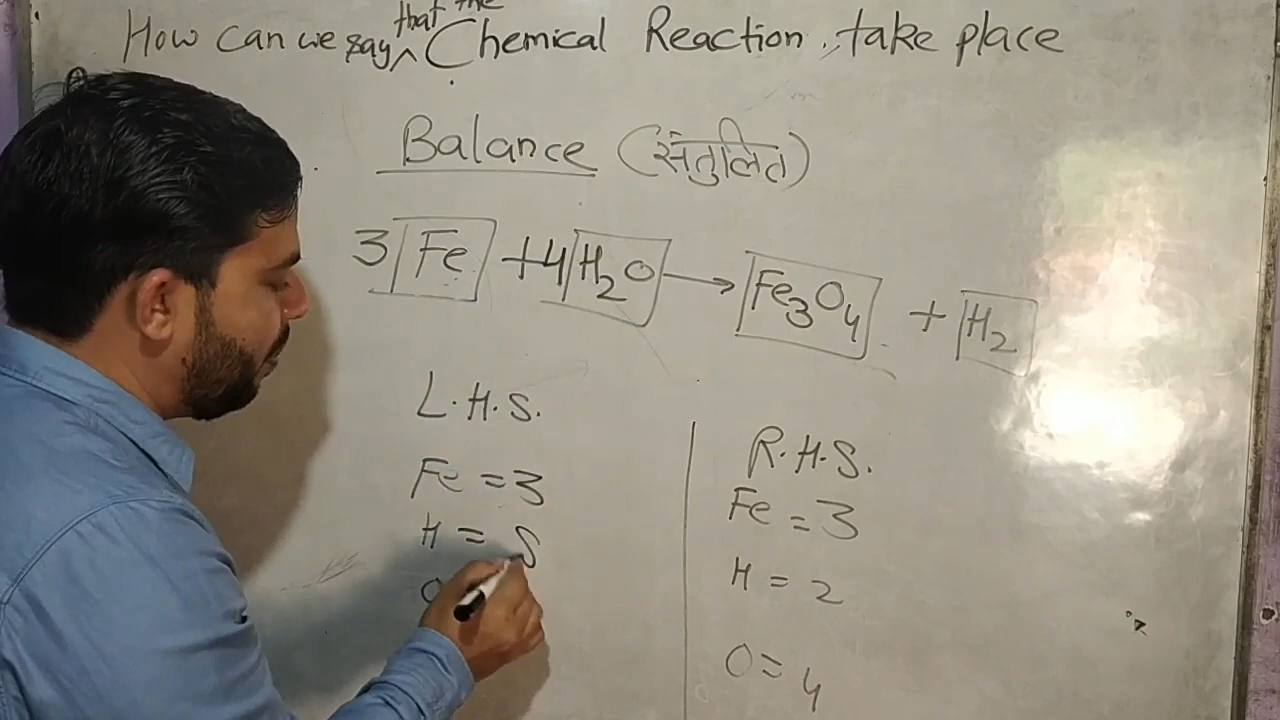 that the
How can we say ^ Chemical Reaction, take place
Balance (संतुलित)
3 Fe + 4 H₂O → Fe₃O₄ + H₂
L.H.S.
Fe = 3
H =
O
R.H.S.
Fe = 3
H = 2
O = 4